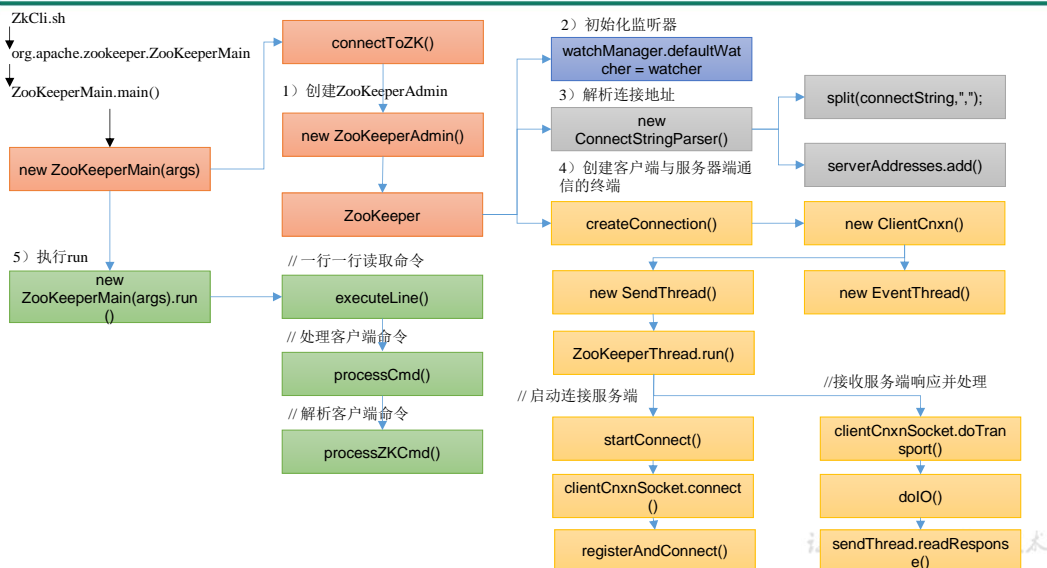 ZkCli.sh
org.apache.zookeeper.ZooKeeperMain
ZooKeeperMain.main()
new ZooKeeperMain(args)
5）执行run
new
ZooKeeperMain(args).run
()
connectToZK()
1）创建ZooKeeperAdmin
new ZooKeeperAdmin()
ZooKeeper
// 一行一行读取命令
executeLine()
// 处理客户端命令
processCmd()
// 解析客户端命令
processZKCmd()
2）初始化监听器
watchManager.defaultWat
cher = watcher
3）解析连接地址
new
ConnectStringParser()
split(connectString,",");
serverAddresses.add()
4）创建客户端与服务器端通
信的终端
createConnection()
new ClientCnxn()
new SendThread()
new EventThread()
ZooKeeperThread.run()
// 启动连接服务端
startConnect()
clientCnxnSocket.connect
()
registerAndConnect()
//接收服务端响应并处理
clientCnxnSocket.doTran
sport()
doIO()
sendThread.readRespons
e()